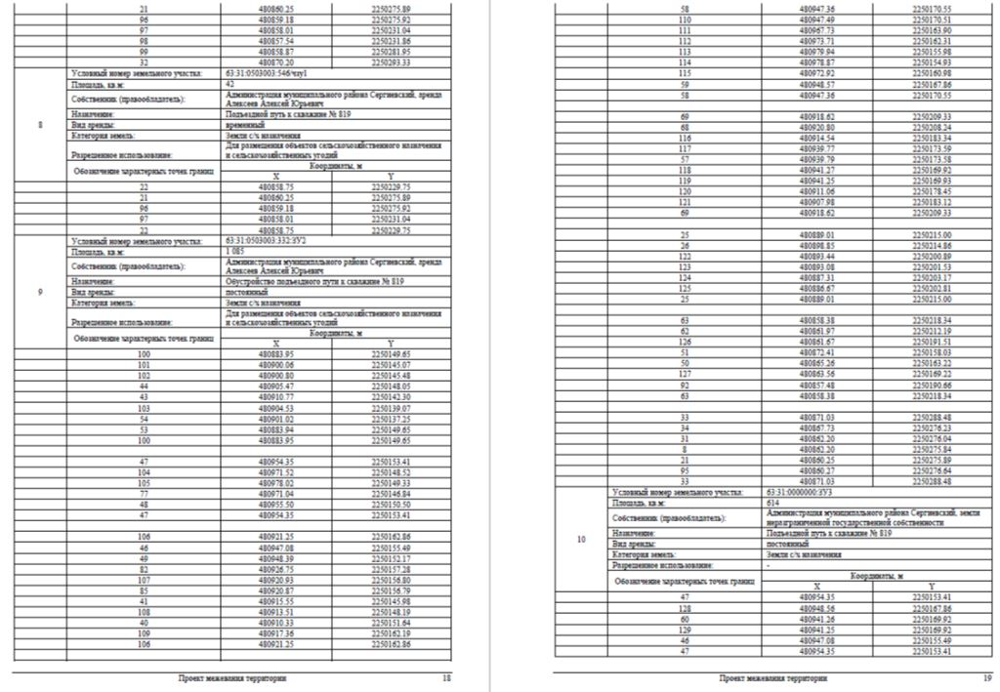 21 480860.25 2250275.89
96 480859.18 2250275.92
97 480858.01 2250231.04
98 480857.54 2250231.86
99 480858.87 2250281.95
32 480870.20 2250293.33
8
Условный номер земельного участка: 63:31:0503003:546/чзу1
Площадь, кв.м: 42
Собственник (правообладатель): Администрация муниципального района Сергиевский, аренда
Алексеев Алексей Юрьевич
Назначение: Подъездной путь к скважине № 819
Вид аренды: временный
Категория земель: Земли с/х назначения
Разрешенное использование: Для размещения объектов сельскохозяйственного назначения
и сельскохозяйственных угодий
Обозначение характерных точек границ Координаты, м
X Y
22 480858.75 2250229.75
21 480860.25 2250275.89
96 480859.18 2250275.92
97 480858.01 2250231.04
22 480858.75 2250229.75
9
Условный номер земельного участка: 63:31:0503003:332:ЗУ2
Площадь, кв.м: 1 085
Собственник (правообладатель): Администрация муниципального района Сергиевский, аренда
Алексеев Алексей Юрьевич
Назначение: Обустройство подъездного пути к скважине № 819
Вид аренды: постоянный
Категория земель: Земли с/х назначения
Разрешенное использование: Для размещения объектов сельскохозяйственного назначения
и сельскохозяйственных угодий
Обозначение характерных точек границ Координаты, м
X Y
100 480883.95 2250149.65
101 480900.06 2250145.07
102 480900.80 2250145.48
44 480905.47 2250148.05
43 480910.77 2250142.30
103 480904.53 2250139.07
54 480901.02 2250137.25
53 480883.94 2250149.65
100 480883.95 2250149.65
47 480954.35 2250153.41
104 480971.52 2250148.52
105 480978.02 2250149.33
77 480971.04 2250146.84
48 480955.50 2250150.50
47 480954.35 2250153.41
106 480921.25 2250162.86
46 480947.08 2250155.49
49 480948.39 2250152.17
82 480926.75 2250157.28
107 480920.93 2250156.80
85 480920.87 2250156.79
41 480915.55 2250145.98
108 480913.51 2250148.19
40 480910.33 2250151.64
109 480917.36 2250162.19
106 480921.25 2250162.86
Проект межевания территории 18
58 480947.36 2250170.55
110 480947.49 2250170.51
111 480967.73 2250163.90
112 480973.71 2250162.31
113 480979.94 2250155.98
114 480978.87 2250154.93
115 480972.92 2250160.98
59 480948.57 2250167.86
58 480947.36 2250170.55
69 480918.62 2250209.33
68 480920.80 2250208.24
116 480914.54 2250183.34
117 480939.77 2250173.59
57 480939.79 2250173.58
118 480941.27 2250169.92
119 480941.25 2250169.93
120 480911.06 2250178.45
121 480907.98 2250183.12
69 480918.62 2250209.33
25 480889.01 2250215.00
26 480898.85 2250214.86
122 480893.44 2250200.89
123 480893.08 2250201.53
124 480887.31 2250203.17
125 480886.67 2250202.81
25 480889.01 2250215.00
63 480858.38 2250218.34
62 480861.97 2250212.19
126 480861.67 2250191.51
51 480872.41 2250158.03
50 480865.26 2250163.22
127 480863.56 2250169.22
92 480857.48 2250190.66
63 480858.38 2250218.34
33 480871.03 2250288.48
34 480867.73 2250276.23
31 480862.20 2250276.04
8 480862.20 2250275.84
21 480860.25 2250275.89
95 480860.27 2250276.64
33 480871.03 2250288.48
10
Условный номер земельного участка: 63:31:0000000:ЗУ3
Площадь, кв.м: 614
Собственник (правообладатель): Администрация муниципального района Сергиевский, земли
неразграниченной государственной собственности
Назначение: Подъездной путь к скважине № 819
Вид аренды: постоянный
Категория земель: Земли с/х назначения
Разрешенное использование: -
Обозначение характерных точек границ Координаты, м
X Y
47 480954.35 2250153.41
128 480948.56 2250167.86
60 480941.26 2250169.92
129 480941.25 2250169.92
46 480947.08 2250155.49
47 480954.35 2250153.41
Проект межевания территории 19